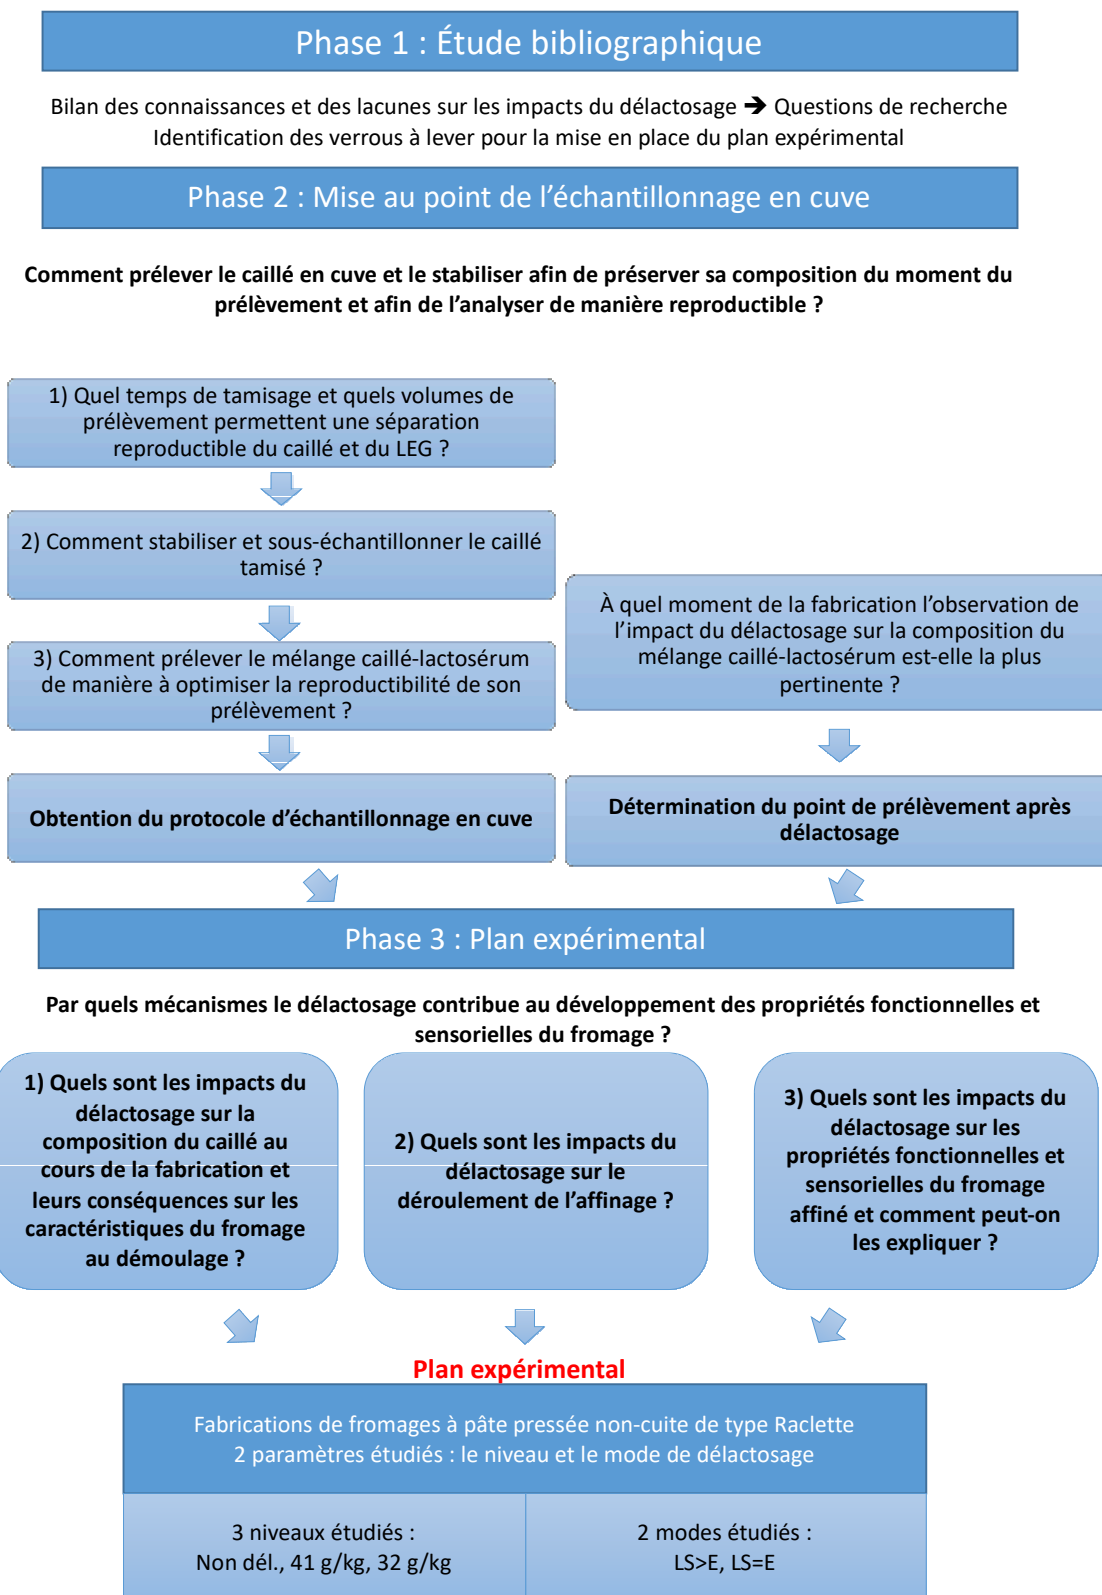 Phase 1 : Étude bibliographique
Bilan des connaissances et des lacunes sur les impacts du délactosage ➔ Questions de recherche
Identification des verrous à lever pour la mise en place du plan expérimental
Phase 2 : Mise au point de l’échantillonnage en cuve
Comment prélever le caillé en cuve et le stabiliser afin de préserver sa composition du moment du
prélèvement et afin de l’analyser de manière reproductible ?
1) Quel temps de tamisage et quels volumes de
prélèvement permettent une séparation
reproductible du caillé et du LEG ?
2) Comment stabiliser et sous-échantillonner le caillé
tamisé ?
3) Comment prélever le mélange caillé-lactosérum
de manière à optimiser la reproductibilité de son
prélèvement ?
Obtention du protocole d’échantillonnage en cuve
À quel moment de la fabrication l’observation de
l’impact du délactosage sur la composition du
mélange caillé-lactosérum est-elle la plus
pertinente ?
Détermination du point de prélèvement après
délactosage
Phase 3 : Plan expérimental
Par quels mécanismes le délactosage contribue au développement des propriétés fonctionnelles et
sensorielles du fromage ?
1) Quels sont les impacts du
délactosage sur la
composition du caillé au
cours de la fabrication et
leurs conséquences sur les
caractéristiques du fromage
au démoulage ?
2) Quels sont les impacts du
délactosage sur le
déroulement de l’affinage ?
3) Quels sont les impacts du
délactosage sur les
propriétés fonctionnelles et
sensorielles du fromage
affiné et comment peut-on
les expliquer ?
Plan expérimental
Fabrications de fromages à pâte pressée non-cuite de type Raclette
2 paramètres étudiés : le niveau et le mode de délactosage
3 niveaux étudiés :
Non dél., 41 g/kg, 32 g/kg
2 modes étudiés :
LS>E, LS=E